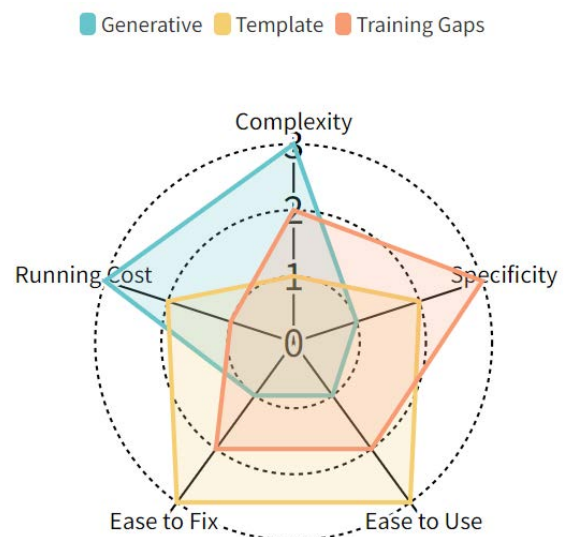 Generative Template Training Gaps
Complexity
3
2
Running Cost
1
Specificity
0
Ease to Fix
Ease to Use